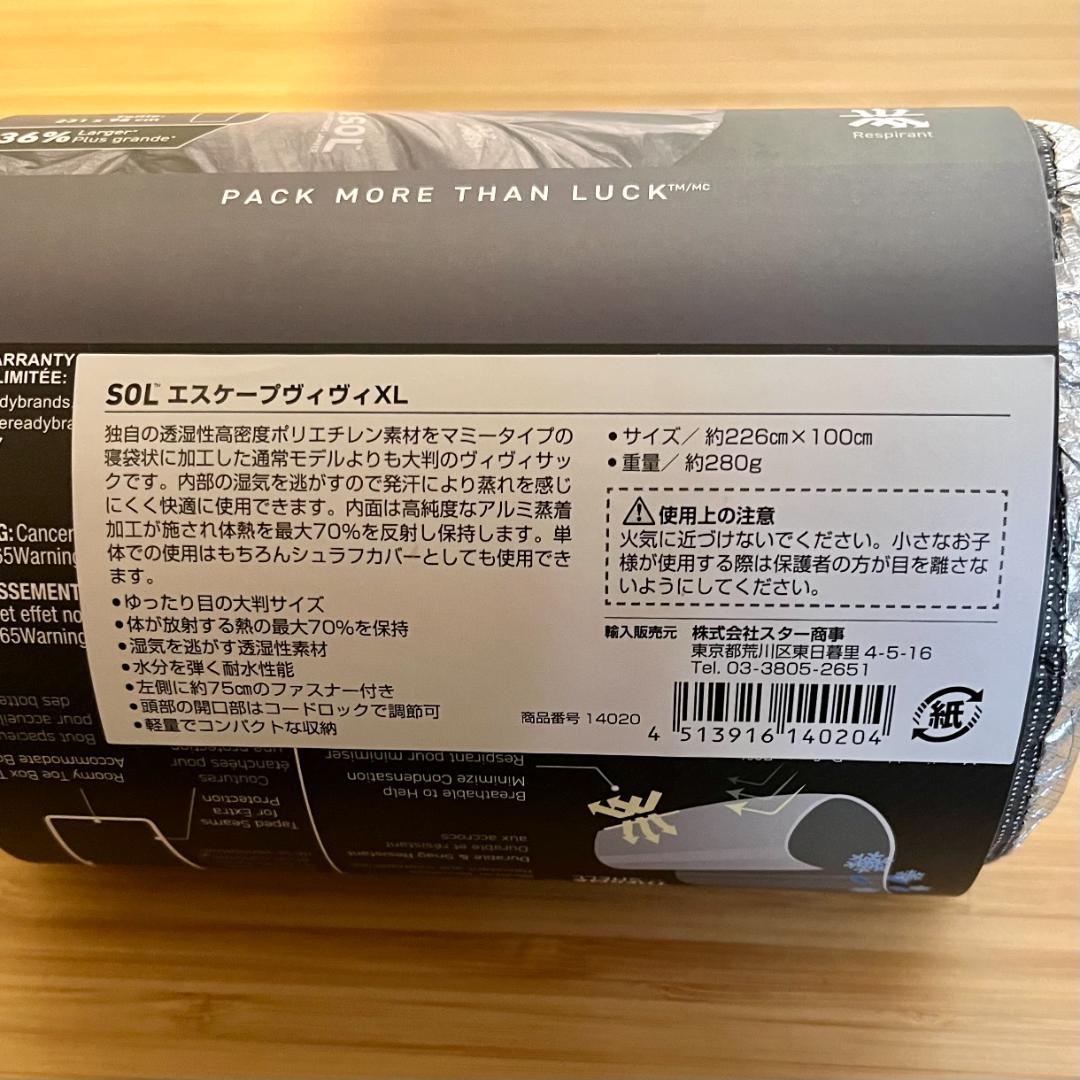 36% Larger*
Plus grande*
SOL
Respirant
PACK MORE THAN LUCK™/MC
LIMITÉE:
SOL™ エスケープヴィヴィXL
独自の透湿性高密度ポリエチレン素材をマミータイプの
寝袋状に加工した通常モデルよりも大判のヴィヴィサッ
クです。内部の湿気を逃がすので発汗により蒸れを感じ
にくく快適に使用できます。内面は高純度なアルミ蒸着
加工が施され体熱を最大70%を反射し保持します。単
体での使用はもちろんシュラフカバーとしても使用でき
ます。
•ゆったり目の大判サイズ
•体が放射する熱の最大70%を保持
•湿気を逃がす透湿性素材
•水分を弾く耐水性能
•左側に約75㎝のファスナー付き
•頭部の開口部はコードロックで調節可
•軽量でコンパクトな収納
•サイズ／約226㎝×100㎝
•重量／約280g
⚠使用上の注意
火気に近づけないでください。小さなお子
様が使用する際は保護者の方が目を離さな
いようにしてください。
輸入販売元 株式会社スター商事
東京都荒川区東日暮里4-5-16
Tel. 03-3805-2651
商品番号 14020
4 513916 140204
紙
: Cancer
65Warning
et effet no
65Warning
Respirant pour minimiser
Minimize Condensation
Breathable to Help
aux accrocs
Durable et résistant
Durable & Snag Resistant
étanchées pour
Coutures
Protection
for Extra
Taped Seams
des bottes
pour accueil
Bout spacieu
Accommodate Bo
Roomy Toe Box T